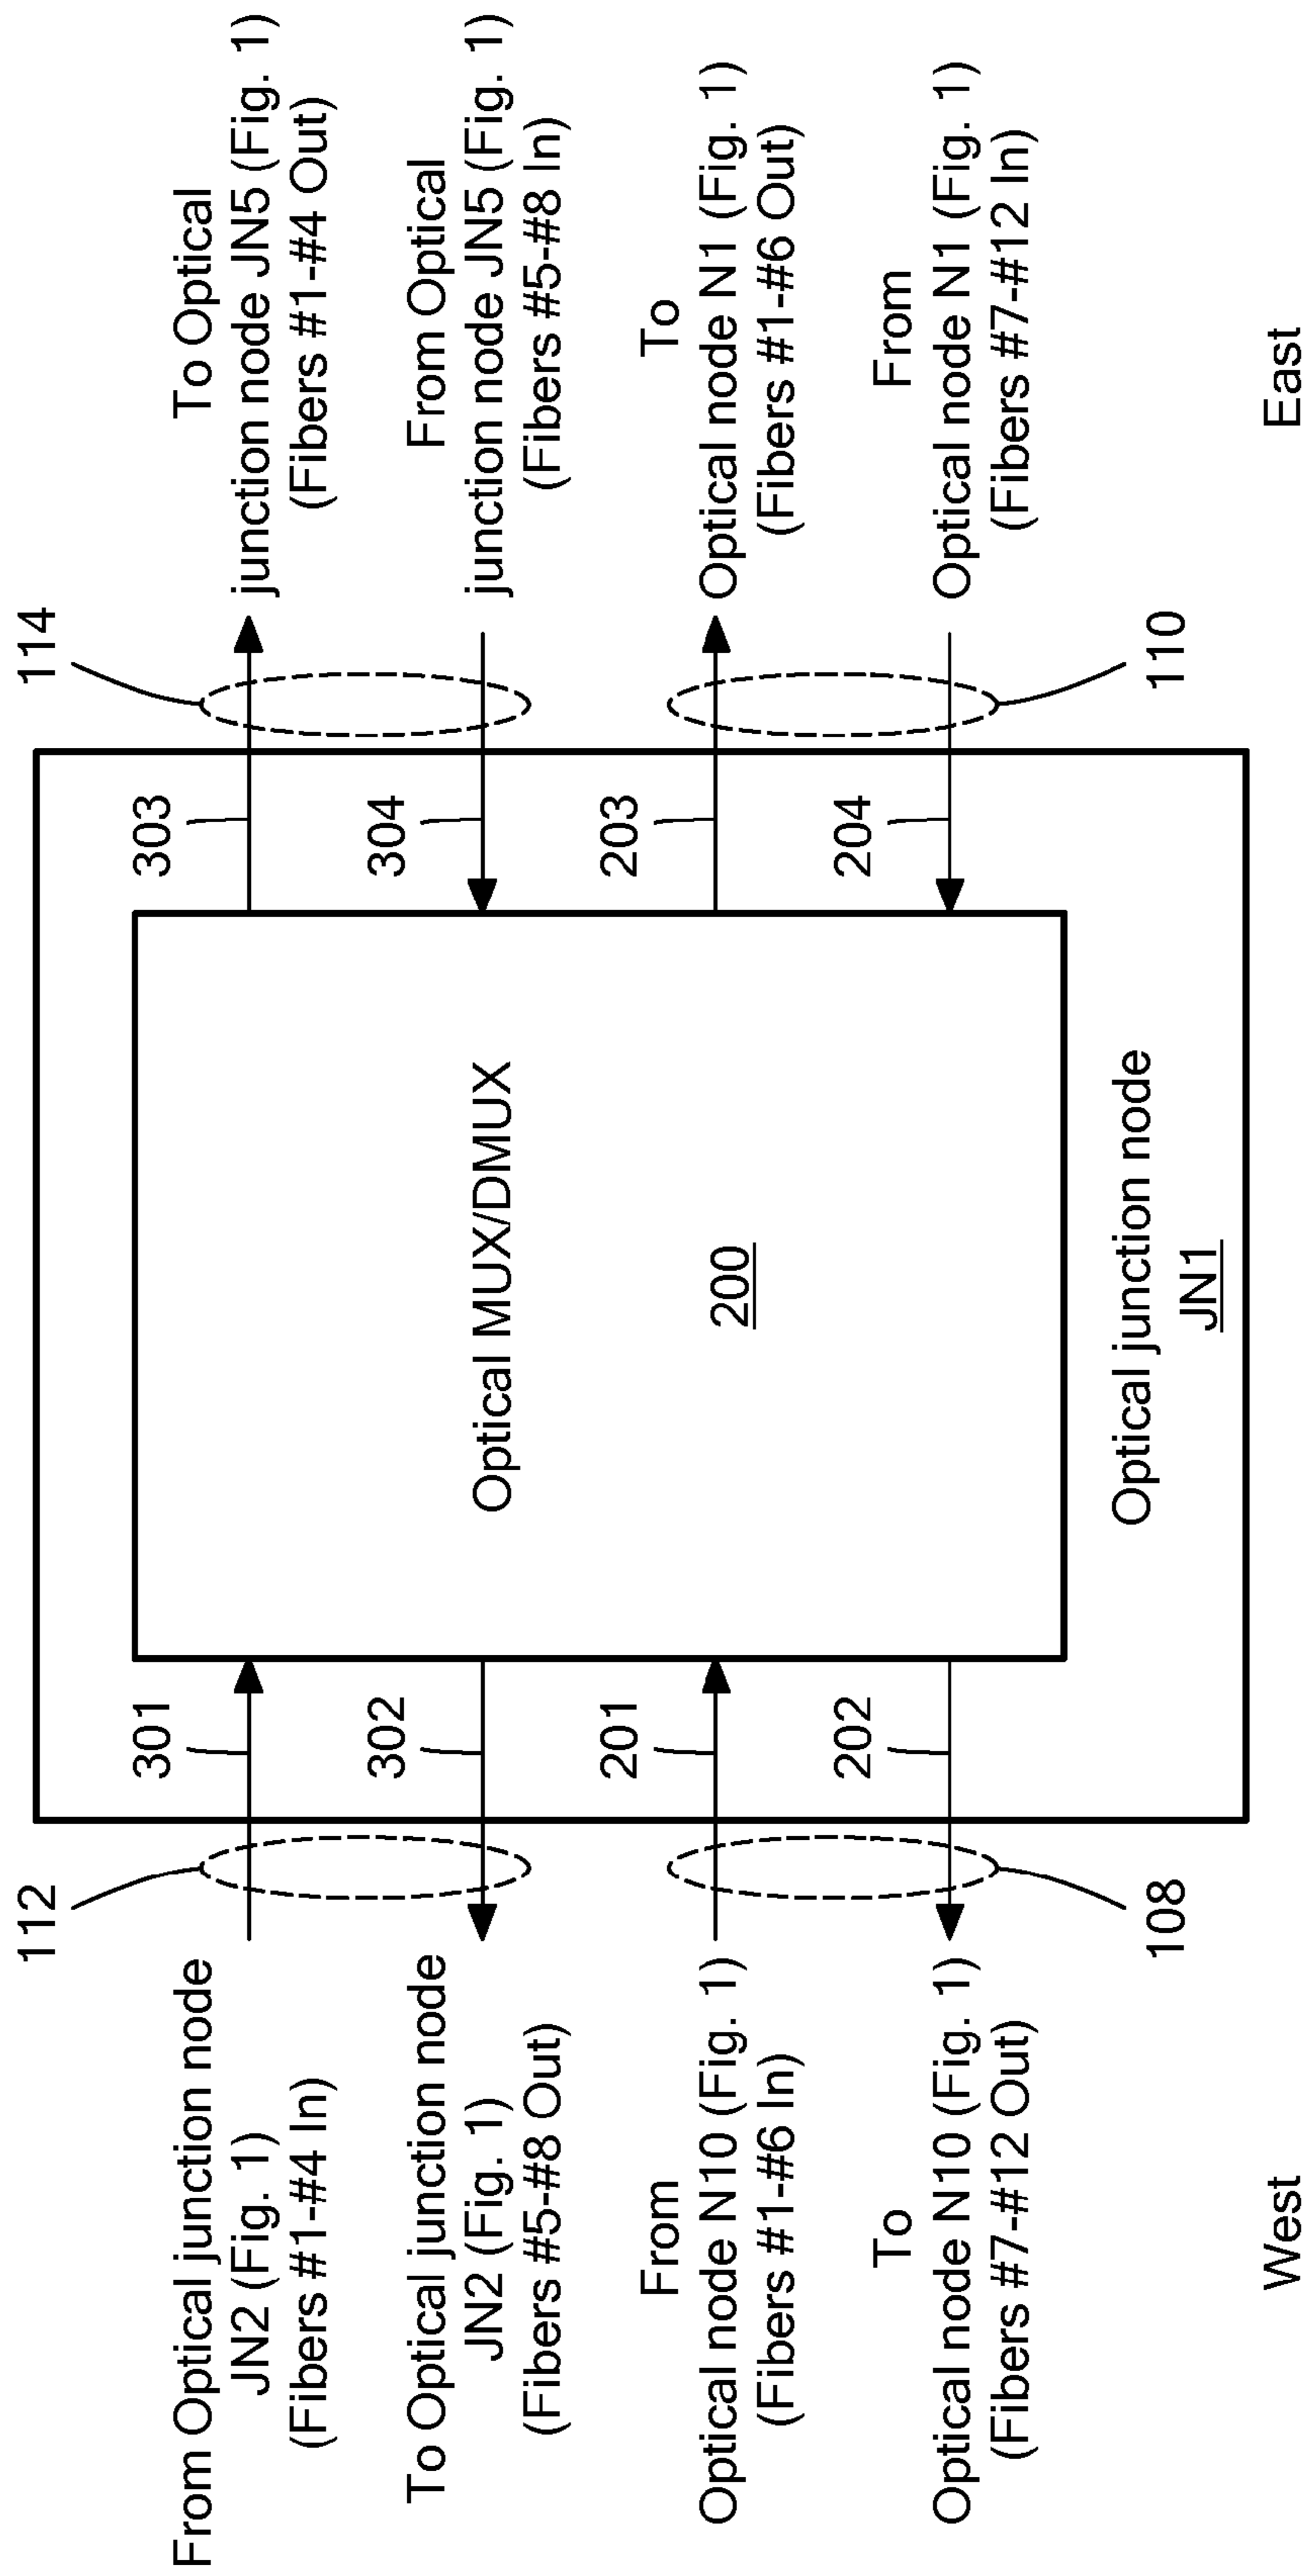 112
114
From Optical junction node
JN2 (Fig. 1)
(Fibers #1-#4 In)
301
303
To Optical
junction node JN5 (Fig. 1)
(Fibers #1-#4 Out)
To Optical junction node
JN2 (Fig. 1)
(Fibers #5-#8 Out)
302
304
From Optical
junction node JN5 (Fig. 1)
(Fibers #5-#8 In)
Optical MUX/DMUX
From
Optical node N10 (Fig. 1)
(Fibers #1-#6 In)
201
200
203
To
Optical node N1 (Fig. 1)
(Fibers #1-#6 Out)
To
Optical node N10 (Fig. 1)
(Fibers #7-#12 Out)
202
204
From
Optical node N1 (Fig. 1)
(Fibers #7-#12 In)
108
Optical junction node
JN1
110
West
East